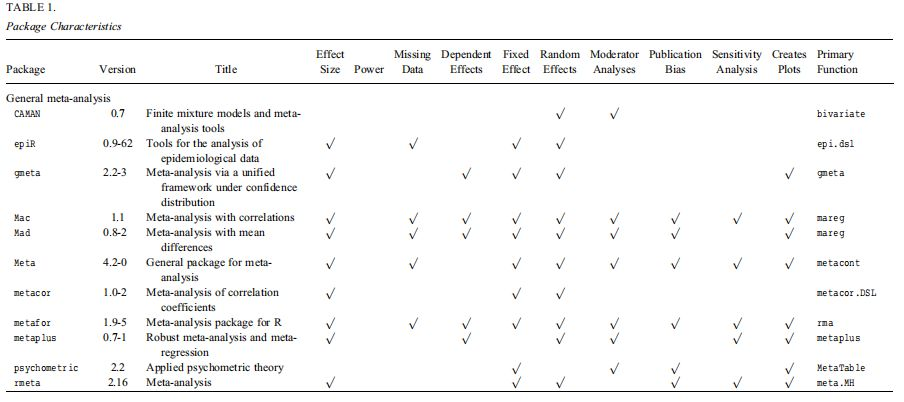 TABLE 1.
Package Characteristics
Effect Missing Dependent Fixed Random Moderator Publication Sensitivity Creates Primary
Package Version Title Size Power Data Effects Effect Effects Analyses Bias Analysis Plots Function
General meta-analysis
CAMAN 0.7 Finite mixture models and meta- √ √ bivariate
analysis tools
epiR 0.9-62 Tools for the analysis of √ √ √ √ epi.dsl
epidemiological data
gmeta 2.2-3 Meta-analysis via a unified √ √ √ √ √ gmeta
framework under confidence
distribution
Mac 1.1 Meta-analysis with correlations √ √ √ √ √ √ √ √ √ mareg
Mad 0.8-2 Meta-analysis with mean √ √ √ √ √ √ √ √ mareg
differences
Meta 4.2-0 General package for meta- √ √ √ √ √ √ √ √ metacont
analysis
metacor 1.0-2 Meta-analysis of correlation √ √ √ metacor.DSL
coefficients
metafor 1.9-5 Meta-analysis package for R √ √ √ √ √ √ √ √ √ rma
metaplus 0.7-1 Robust meta-analysis and meta- √ √ √ √ √ √ metaplus
regression
psychometric 2.2 Applied psychometric theory √ √ √ √ MetaTable
rmeta 2.16 Meta-analysis √ √ √ √ √ √ meta.MH